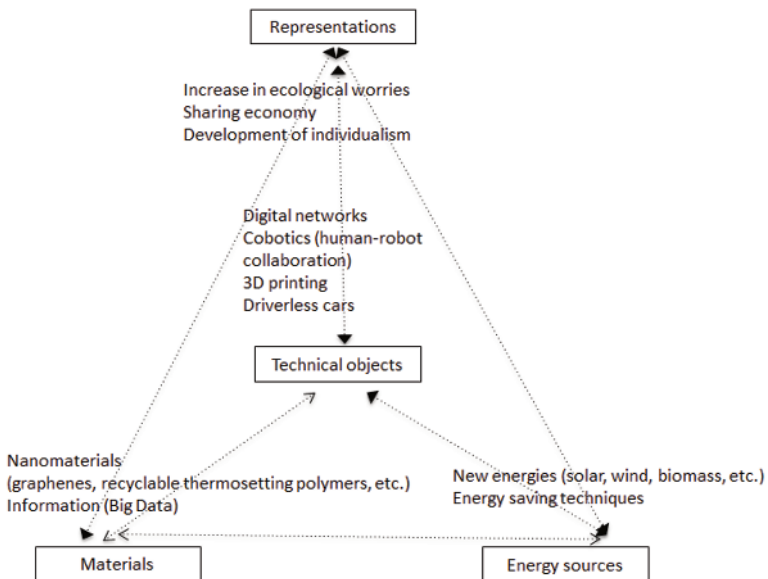 Representations
Increase in ecological worries
Sharing economy
Development of individualism
Digital networks
Cobotics (human-robot
collaboration)
3D printing
Driverless cars
Technical objects
Nanomaterials
(graphenes, recyclable thermosetting polymers, etc.)
Information (Big Data)
New energies (solar, wind, biomass, etc.)
Energy saving techniques
Materials
Energy sources